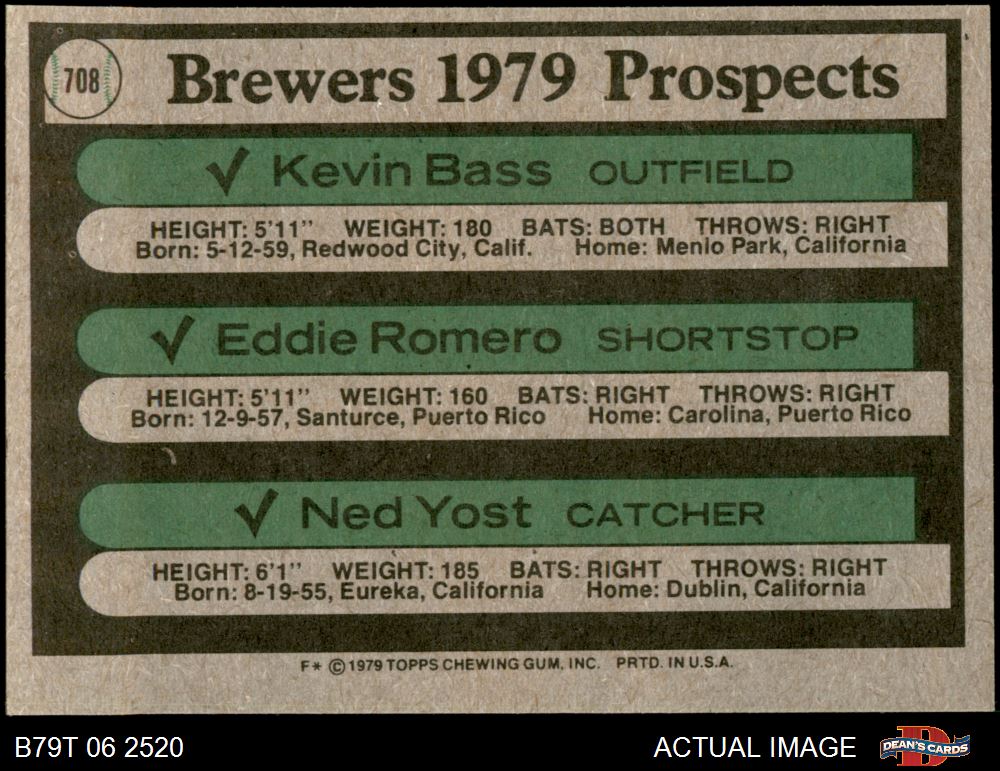 708
Brewers 1979 Prospects
✓ Kevin Bass OUTFIELD
HEIGHT: 5'11" WEIGHT: 180 BATS: BOTH THROWS: RIGHT
Born: 5-12-59, Redwood City, Calif. Home: Menlo Park, California
✓ Eddie Romero SHORTSTOP
HEIGHT: 5'11" WEIGHT: 160 BATS: RIGHT THROWS: RIGHT
Born: 12-9-57, Santurce, Puerto Rico Home: Carolina, Puerto Rico
✓ Ned Yost CATCHER
HEIGHT: 6'1" WEIGHT: 185 BATS: RIGHT THROWS: RIGHT
Born: 8-19-55, Eureka, California Home: Dublin, California
F* © 1979 TOPPS CHEWING GUM, INC. PRTD. IN U.S.A.
B79T 06 2520 ACTUAL IMAGE D DEAN'S CARDS